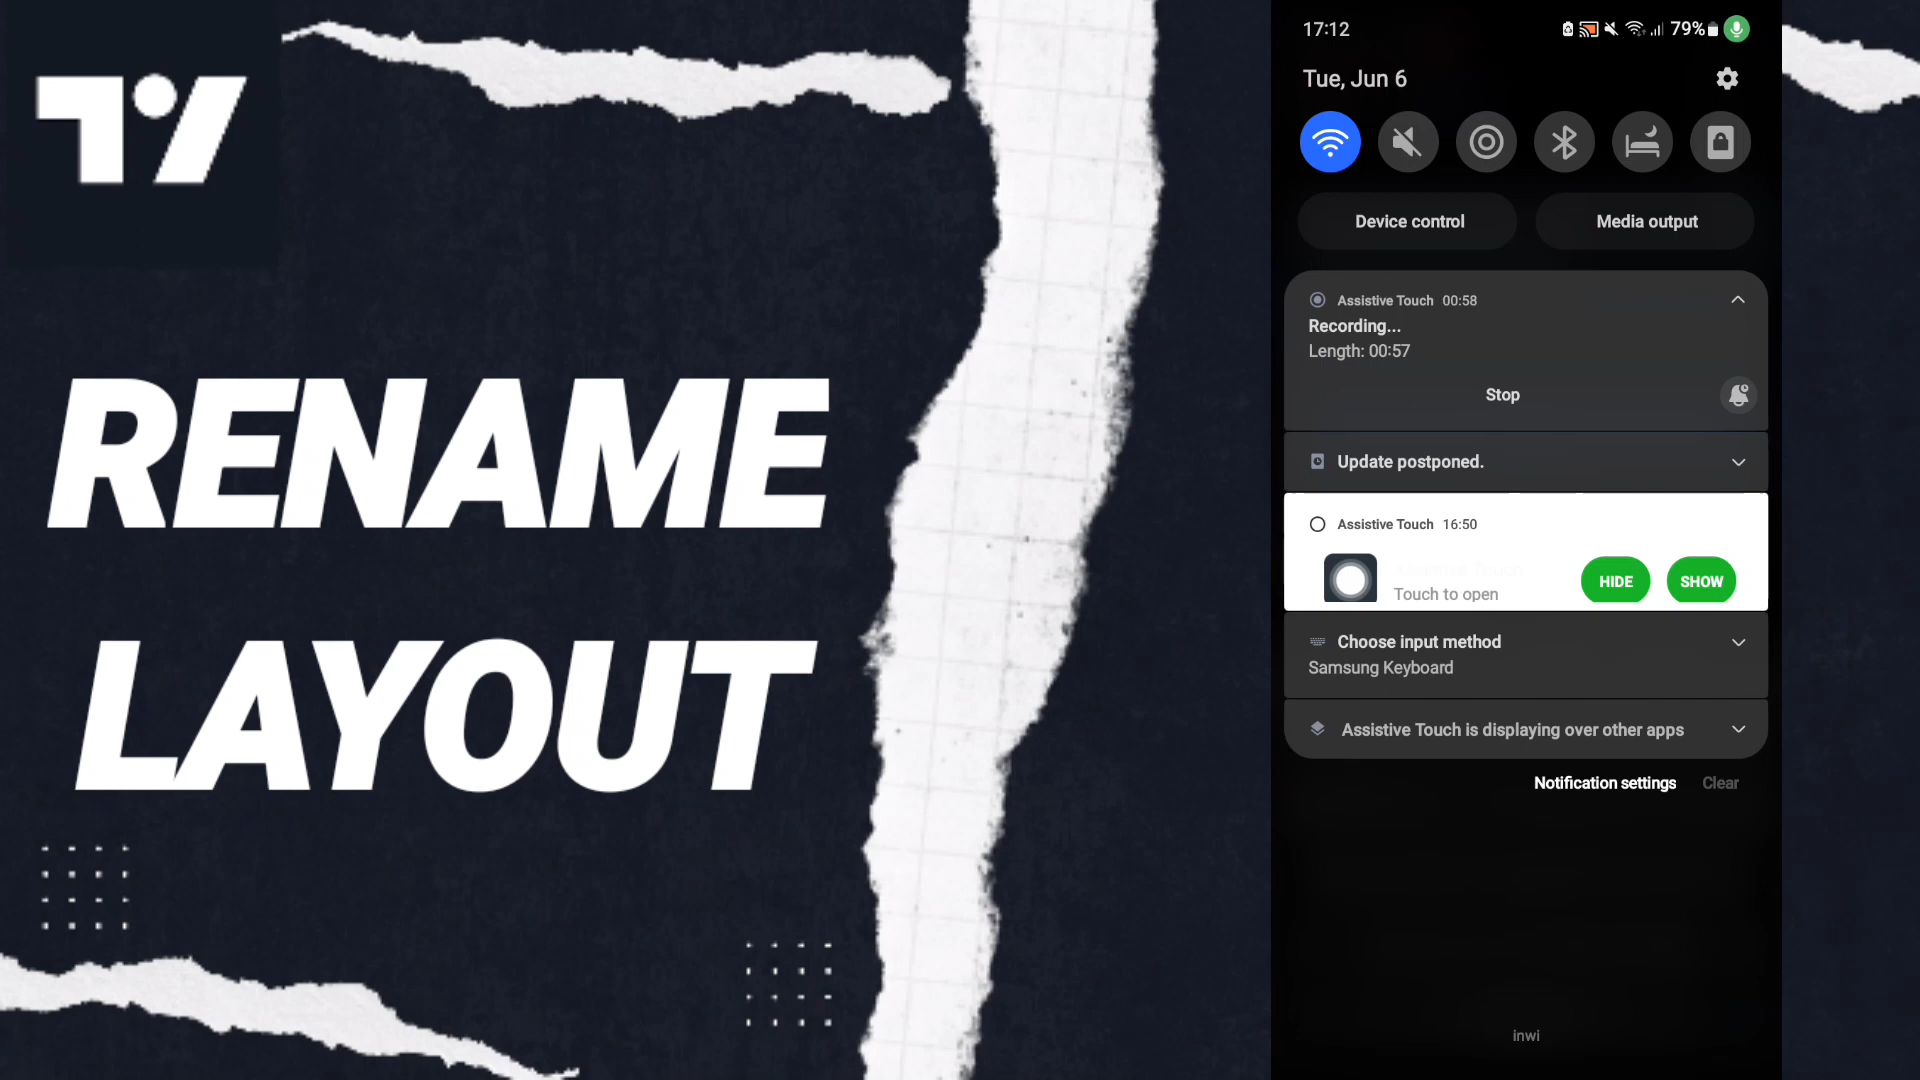 RENAME
LAYOUT
17:12
79%
Tue, Jun 6
Device control
Media output
Assistive Touch 00:58
Recording...
Length: 00:57
Stop
Update postponed.
Assistive Touch 16:50
Assistive Touch
Touch to open
HIDE
SHOW
Choose input method
Samsung Keyboard
Assistive Touch is displaying over other apps
Notification settings
Clear
inwi